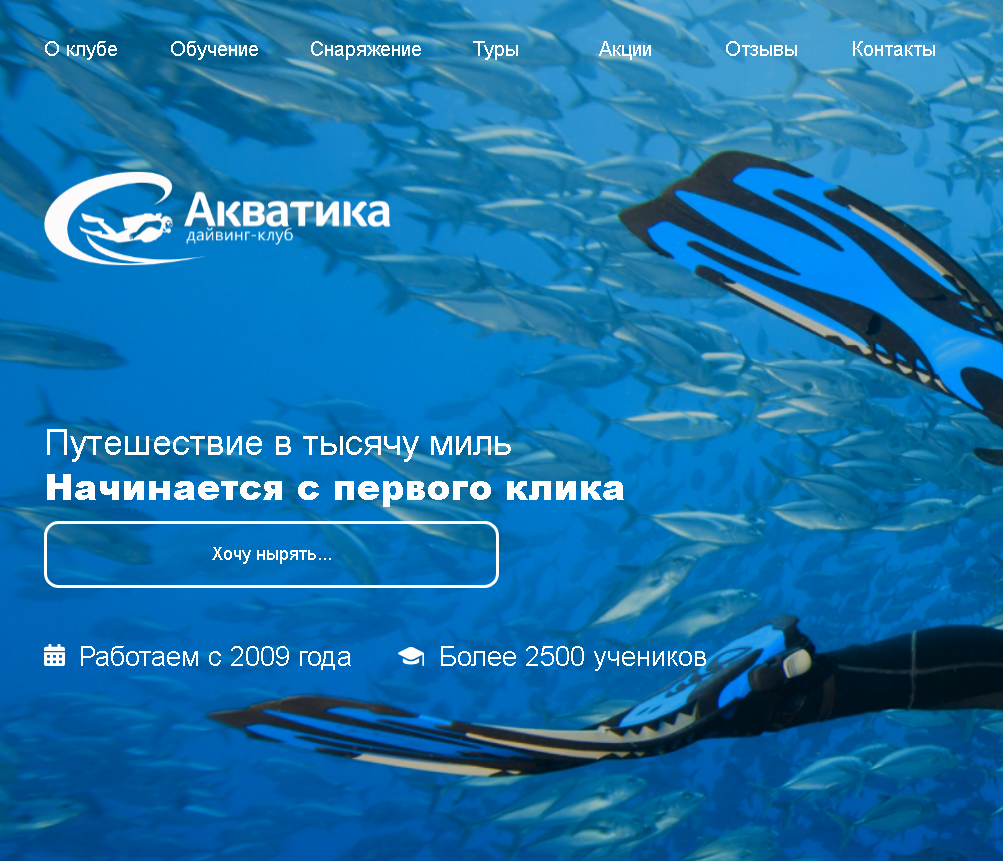 О клубе Обучение Снаряжение Туры Акции Отзывы Контакты
Акватика
дайвинг-клуб
Путешествие в тысячу миль
Начинается с первого клика
Хочу нырять...
Работаем с 2009 года Более 2500 учеников